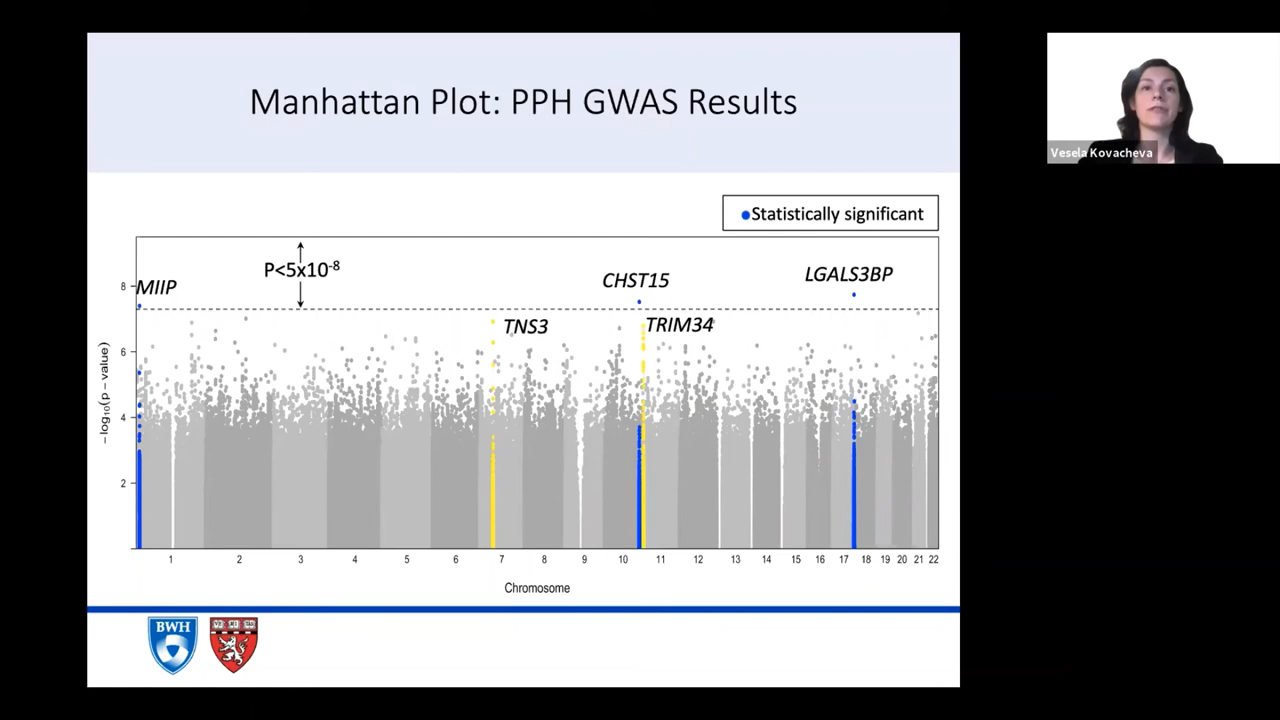 Manhattan Plot: PPH GWAS Results
Vesela Kovacheva
Statistically significant
P<5x10⁻⁸
MIIP
CHST15
LGALS3BP
TNS3
TRIM34
8
6
4
2
−log₁₀(p − value)
1 2 3 4 5 6 7 8 9 10 11 12 13 14 15 16 17 18 19 20 21 22
Chromosome
BWH